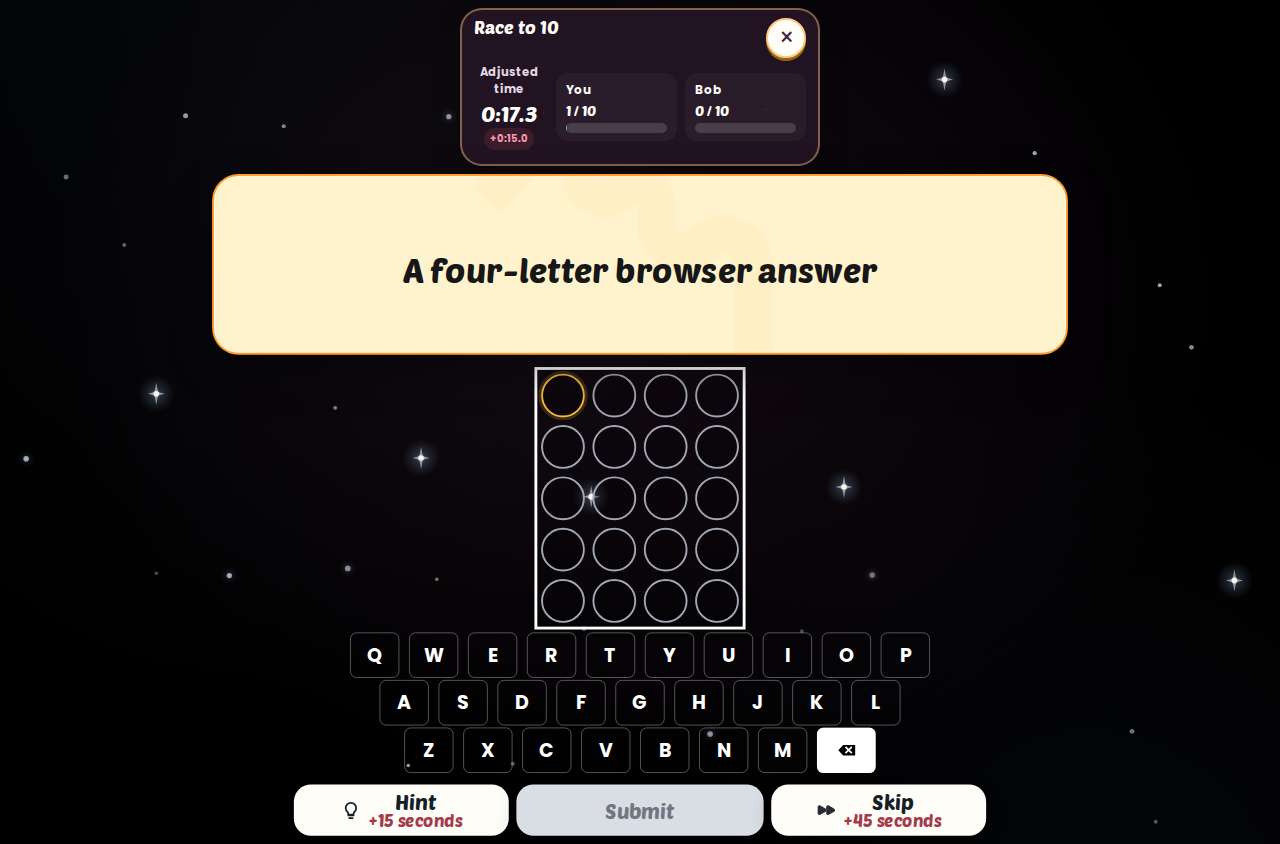 Race to 10
×
Adjusted
time
0:17.3
+0:15.0
You
1 / 10
Bob
0 / 10
A four-letter browser answer
Q W E R T Y U I O P
A S D F G H J K L
Z X C V B N M
Hint
+15 seconds
Submit
Skip
+45 seconds